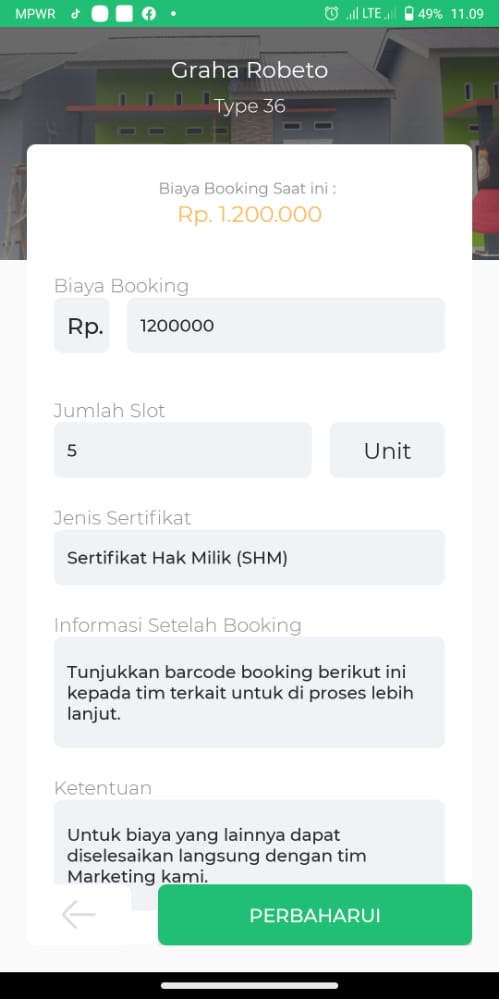 MPWR LTE 49% 11.09
Graha Robeto
Type 36
Biaya Booking Saat ini :
Rp. 1.200.000
Biaya Booking
Rp. 1200000
Jumlah Slot
5 Unit
Jenis Sertifikat
Sertifikat Hak Milik (SHM)
Informasi Setelah Booking
Tunjukkan barcode booking berikut ini
kepada tim terkait untuk di proses lebih
lanjut.
Ketentuan
Untuk biaya yang lainnya dapat
diselesaikan langsung dengan tim
Marketing kami.
PERBAHARUI